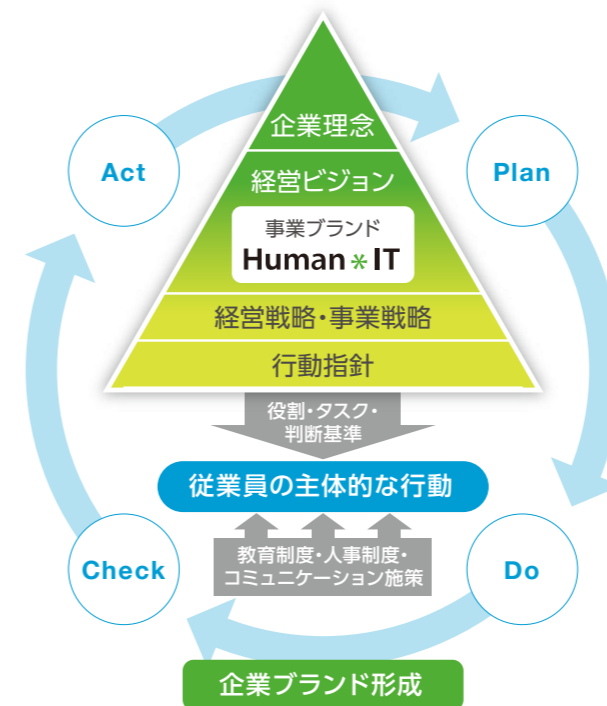 企業理念
Act
Plan
経営ビジョン
事業ブランド
Human＊IT
経営戦略・事業戦略
行動指針
役割・タスク・
判断基準
従業員の主体的な行動
Check
教育制度・人事制度・
コミュニケーション施策
Do
企業ブランド形成